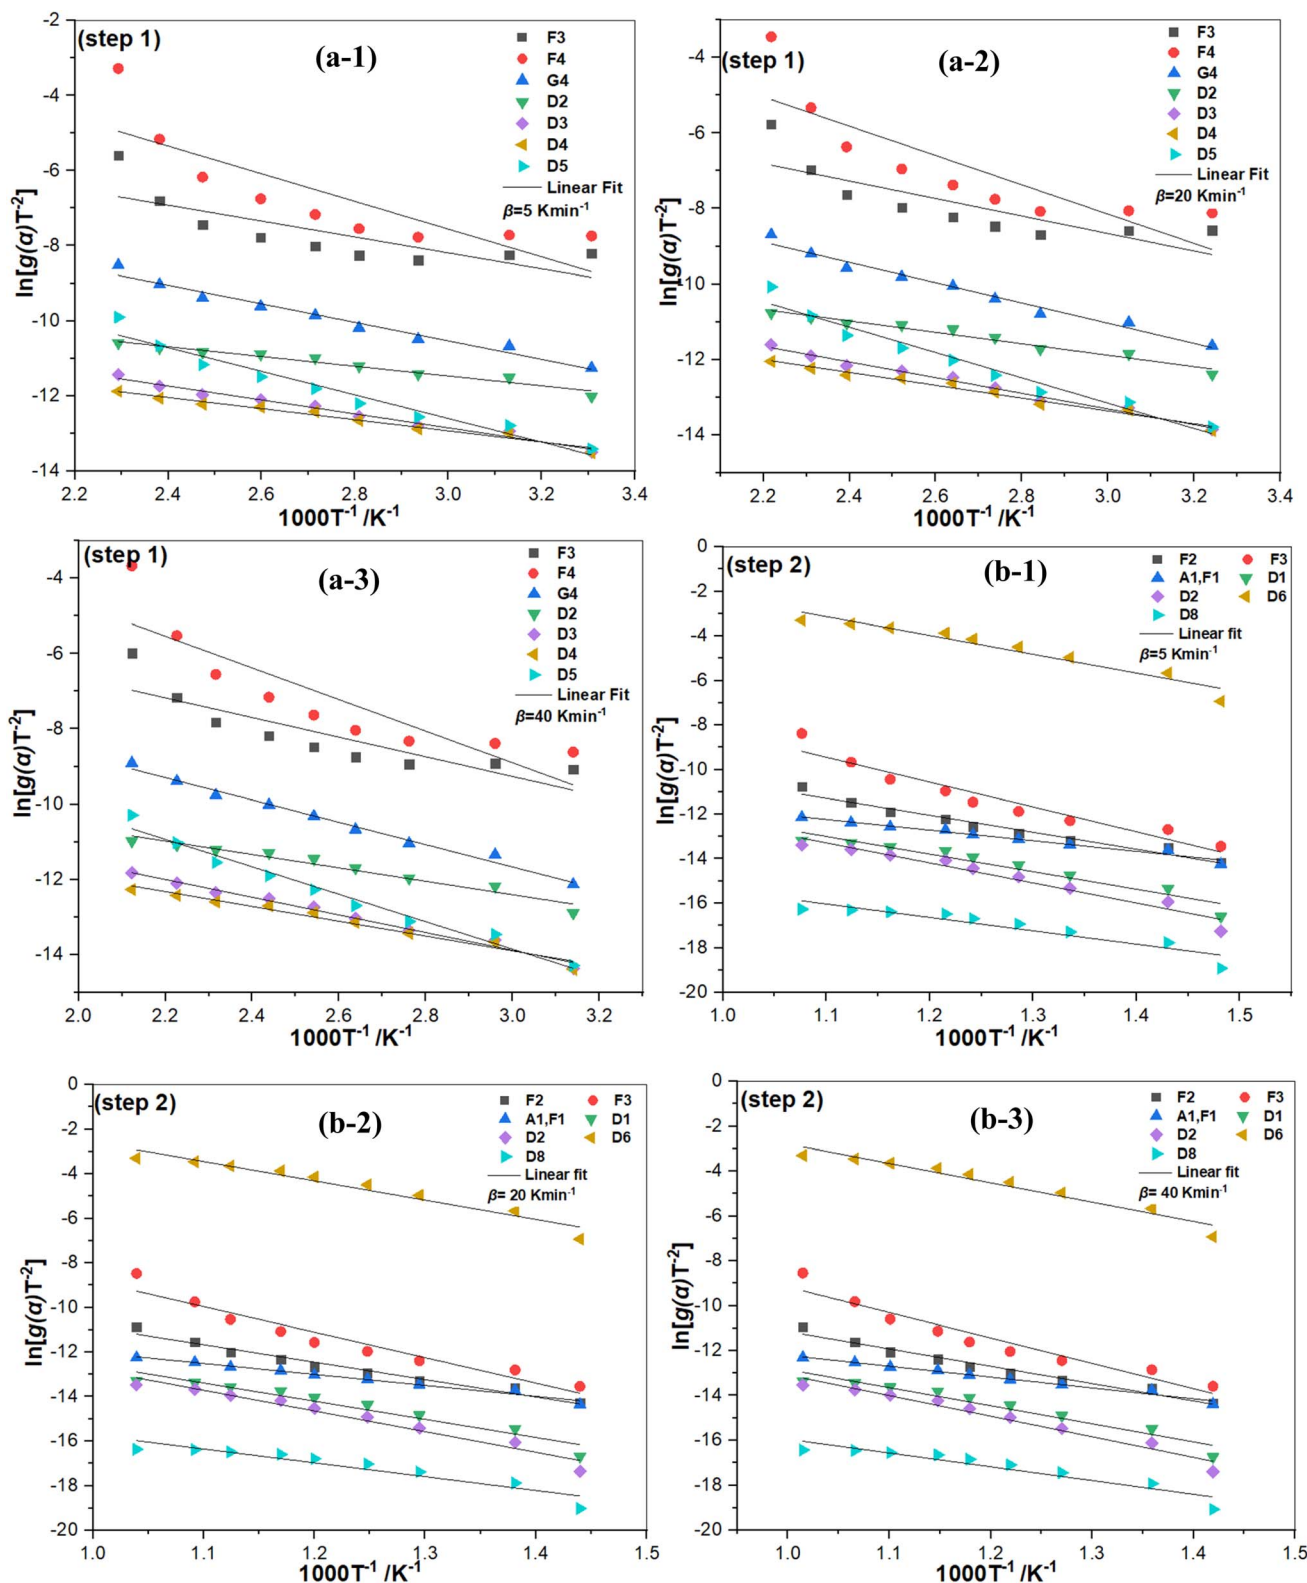 (step 1)
(a-1)
F3
F4
G4
D2
D3
D4
D5
Linear Fit
β=5 Kmin⁻¹
ln[g(α)T⁻²]
-2
-4
-6
-8
-10
-12
-14
2.2 2.4 2.6 2.8 3.0 3.2 3.4
1000T⁻¹ /K⁻¹
(step 1)
(a-2)
F3
F4
G4
D2
D3
D4
D5
Linear Fit
β=20 Kmin⁻¹
ln[g(α)T⁻²]
-4
-6
-8
-10
-12
-14
2.2 2.4 2.6 2.8 3.0 3.2 3.4
1000T⁻¹ /K⁻¹
(step 1)
(a-3)
F3
F4
G4
D2
D3
D4
D5
Linear Fit
β=40 Kmin⁻¹
ln[g(α)T⁻²]
-4
-6
-8
-10
-12
-14
2.0 2.2 2.4 2.6 2.8 3.0 3.2
1000T⁻¹ /K⁻¹
(step 2)
(b-1)
F2 F3
A1,F1 D1
D2 D6
D8
Linear fit
β=5 Kmin⁻¹
ln[g(α)T⁻²]
0
-2
-4
-6
-8
-10
-12
-14
-16
-18
-20
1.0 1.1 1.2 1.3 1.4 1.5
1000T⁻¹ /K⁻¹
(step 2)
(b-2)
F2 F3
A1,F1 D1
D2 D6
D8
Linear fit
β= 20 Kmin⁻¹
ln[g(α)T⁻²]
0
-2
-4
-6
-8
-10
-12
-14
-16
-18
-20
1.0 1.1 1.2 1.3 1.4 1.5
1000T⁻¹ /K⁻¹
(step 2)
(b-3)
F2 F3
A1,F1 D1
D2 D6
D8
Linear fit
β= 40 Kmin⁻¹
ln[g(α)T⁻²]
0
-2
-4
-6
-8
-10
-12
-14
-16
-18
-20
1.0 1.1 1.2 1.3 1.4 1.5
1000T⁻¹ /K⁻¹